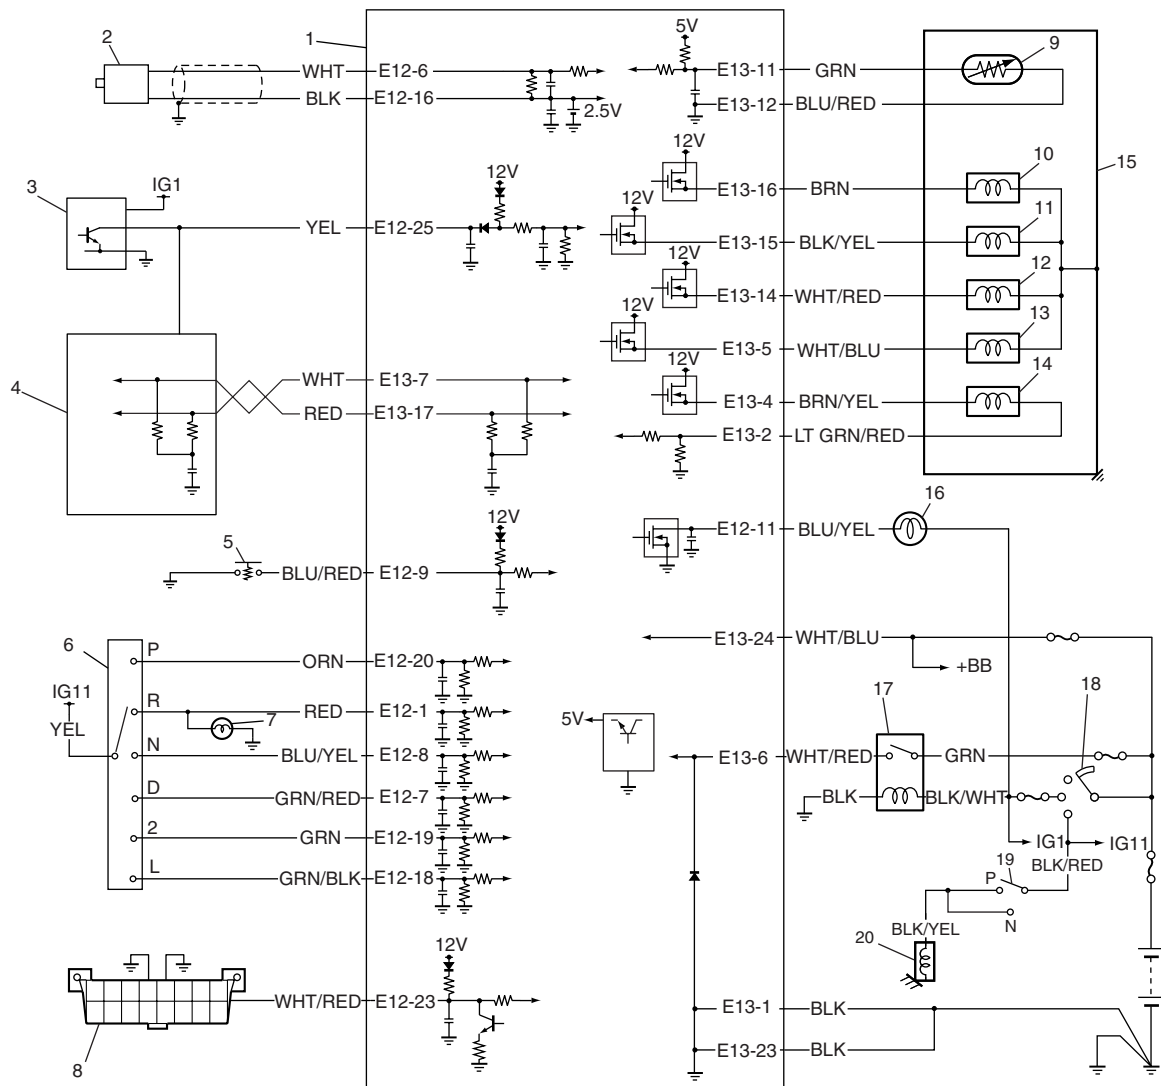 1
2
WHT E12-6
BLK E12-16
2.5V
5V
E13-11 GRN
E13-12 BLU/RED
9
3
IG1
12V
YEL E12-25
12V
E13-16 BRN
10
15
12V
E13-15 BLK/YEL
11
12V
E13-14 WHT/RED
12
12V
E13-5 WHT/BLU
13
12V
E13-4 BRN/YEL
14
E13-2 LT GRN/RED
4
WHT E13-7
RED E13-17
5
12V
BLU/RED E12-9
16
E12-11 BLU/YEL
6
P
ORN E12-20
IG11
YEL
R
RED E12-1
7
N
BLU/YEL E12-8
D
GRN/RED E12-7
2
GRN E12-19
L
GRN/BLK E12-18
E13-24 WHT/BLU
+BB
17
18
5V
E13-6 WHT/RED
GRN
BLK
BLK/WHT
IG1
IG11
BLK/RED
19
P
N
BLK/YEL
20
12V
WHT/RED E12-23
8
E13-1 BLK
E13-23 BLK